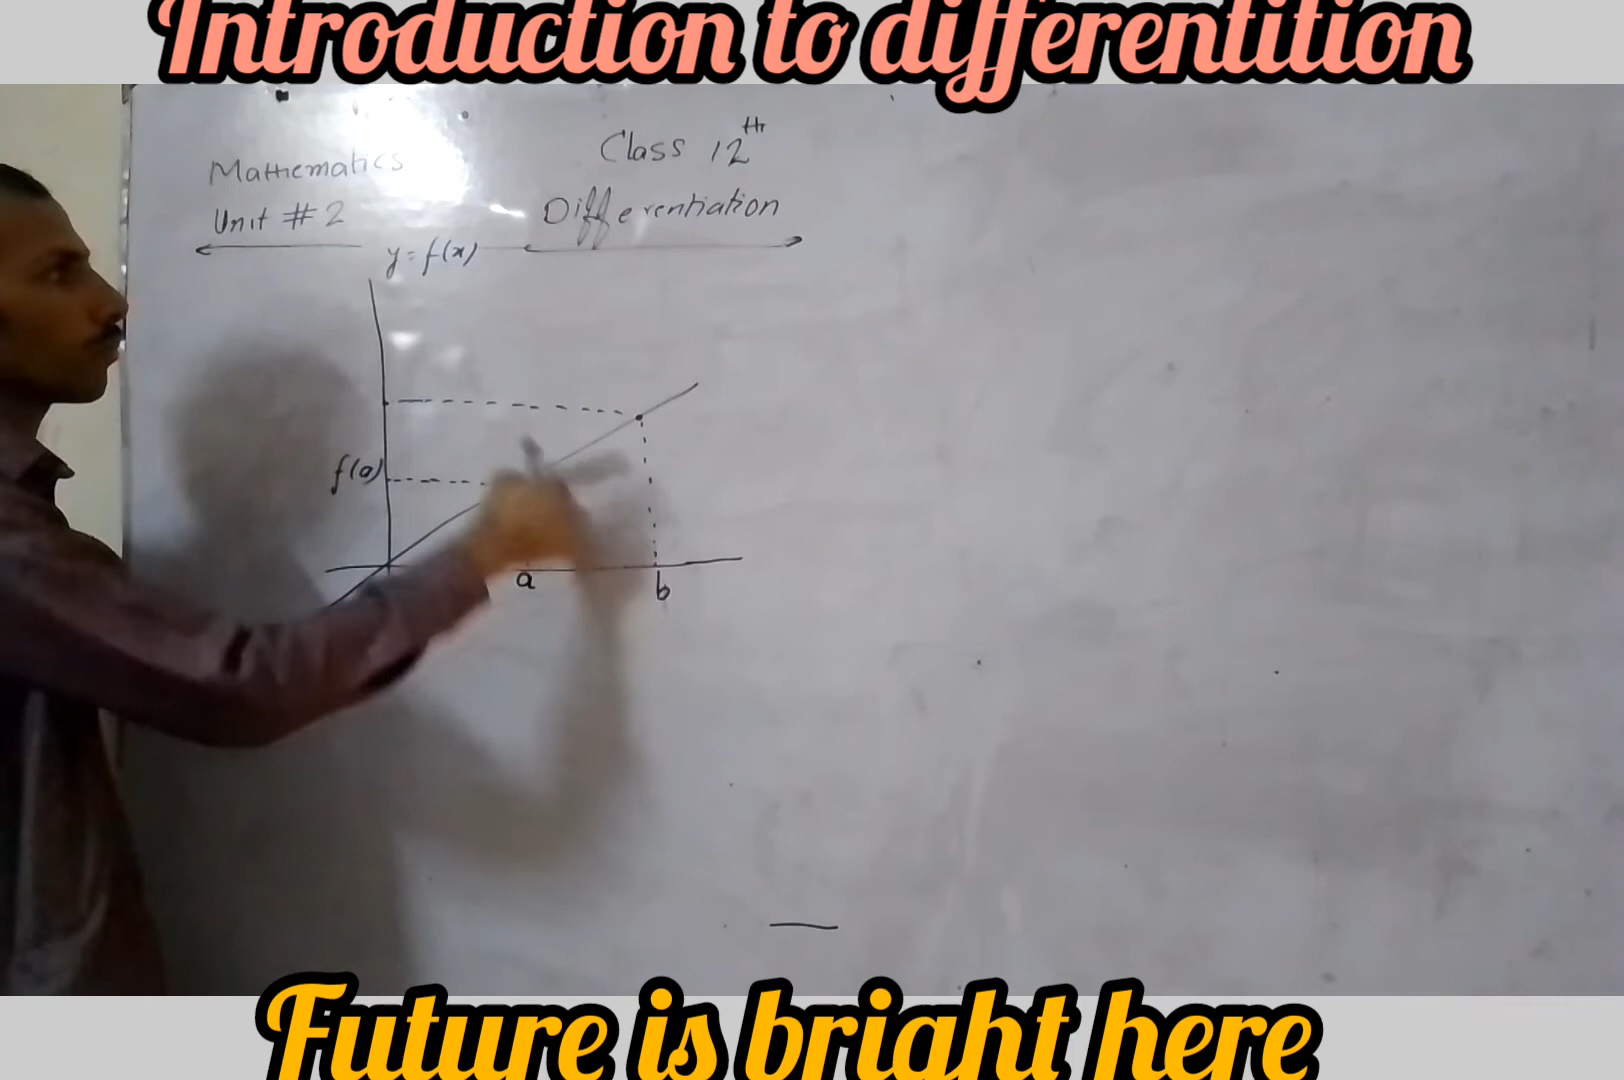 Introduction to differentition
Class 12th
Mathematics
Unit #2 Differentiation
y=f(x)
f(a)
a
b
Future is bright here